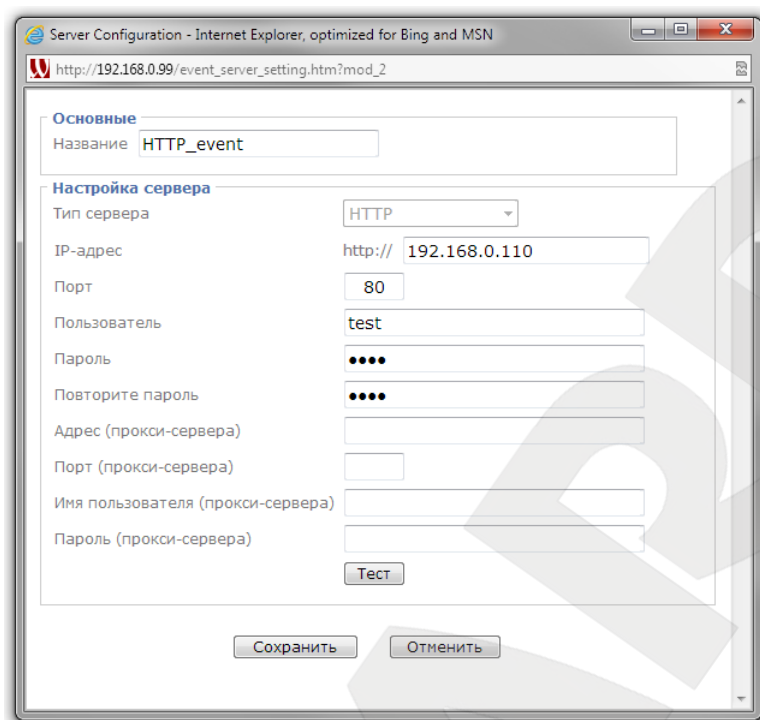 Server Configuration - Internet Explorer, optimized for Bing and MSN
http://192.168.0.99/event_server_setting.htm?mod_2
Основные
Название HTTP_event
Настройка сервера
Тип сервера HTTP
IP-адрес http:// 192.168.0.110
Порт 80
Пользователь test
Пароль ••••
Повторите пароль ••••
Адрес (прокси-сервера)
Порт (прокси-сервера)
Имя пользователя (прокси-сервера)
Пароль (прокси-сервера)
Тест
Сохранить Отменить